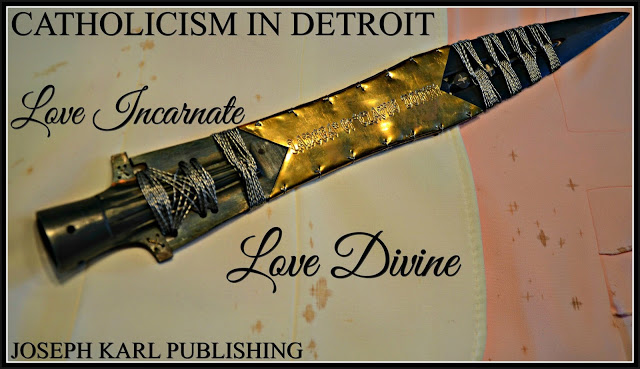 CATHOLICISM IN DETROIT
Love Incarnate
Love Divine
JOSEPH KARL PUBLISHING